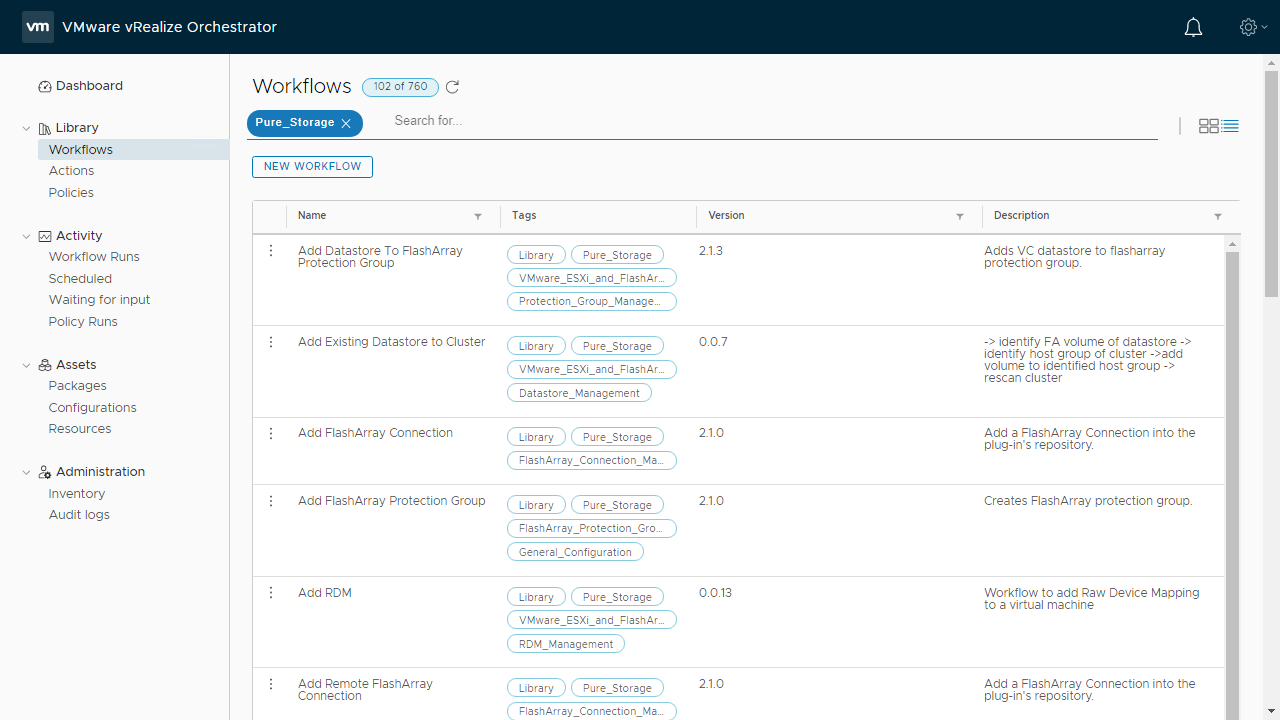 vm VMware vRealize Orchestrator
Dashboard
Library
Workflows
Actions
Policies
Activity
Workflow Runs
Scheduled
Waiting for input
Policy Runs
Assets
Packages
Configurations
Resources
Administration
Inventory
Audit logs
Workflows 102 of 760
Pure_Storage Search for...
NEW WORKFLOW
Name Tags Version Description
Add Datastore To FlashArray
Protection Group
Library Pure_Storage
VMware_ESXi_and_FlashAr...
Protection_Group_Manage...
2.1.3
Adds VC datastore to flasharray
protection group.
Add Existing Datastore to Cluster
Library Pure_Storage
VMware_ESXi_and_FlashAr...
Datastore_Management
0.0.7
-> identify FA volume of datastore ->
identify host group of cluster ->add
volume to identified host group ->
rescan cluster
Add FlashArray Connection
Library Pure_Storage
FlashArray_Connection_Ma...
2.1.0
Add a FlashArray Connection into the
plug-in's repository.
Add FlashArray Protection Group
Library Pure_Storage
FlashArray_Protection_Gro...
General_Configuration
2.1.0
Creates FlashArray protection group.
Add RDM
Library Pure_Storage
VMware_ESXi_and_FlashAr...
RDM_Management
0.0.13
Workflow to add Raw Device Mapping
to a virtual machine
Add Remote FlashArray
Connection
Library Pure_Storage
FlashArray_Connection_Ma...
2.1.0
Add a FlashArray Connection into the
plug-in's repository.